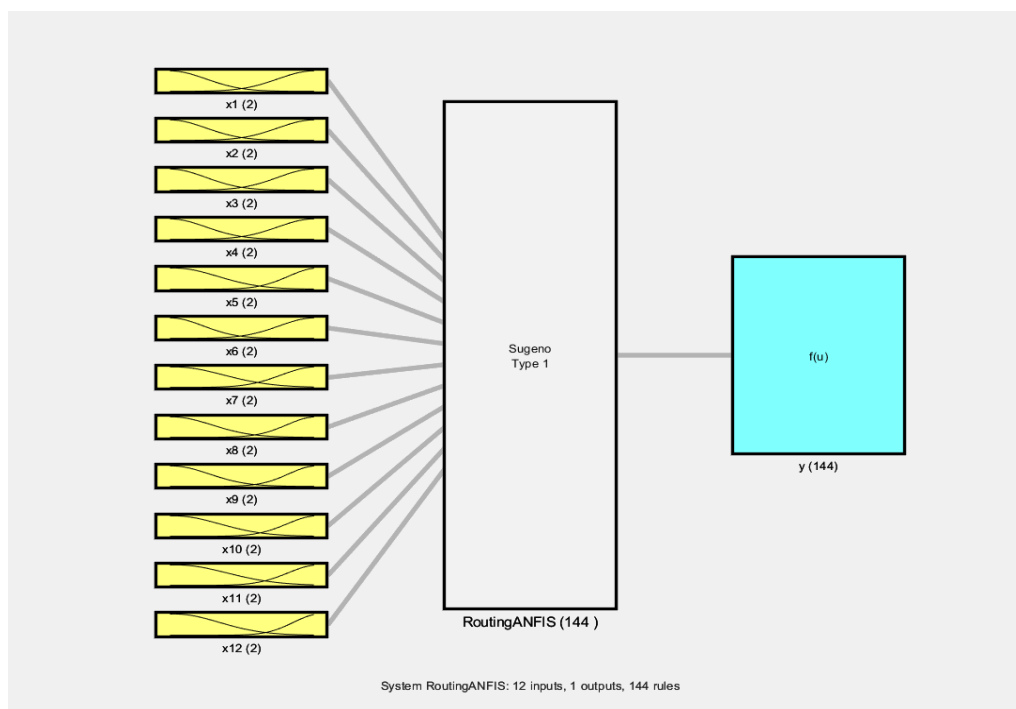 x1 (2)
x2 (2)
x3 (2)
x4 (2)
x5 (2)
x6 (2)
x7 (2)
x8 (2)
x9 (2)
x10 (2)
x11 (2)
x12 (2)
Sugeno
Type 1
RoutingANFIS (144 )
f(u)
y (144)
System RoutingANFIS: 12 inputs, 1 outputs, 144 rules